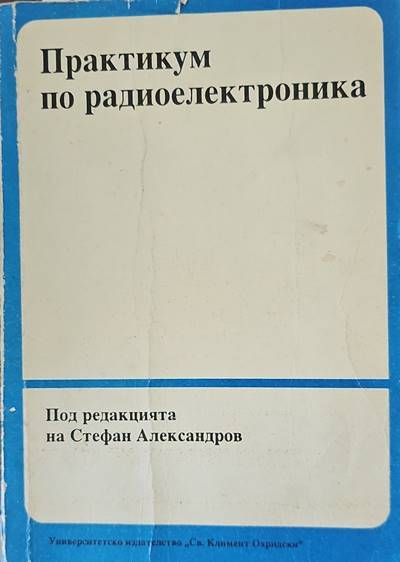 Практикум
по радиоелектроника
Под редакцията
на Стефан Александров
Университетско издателство „Св. Климент Охридски“